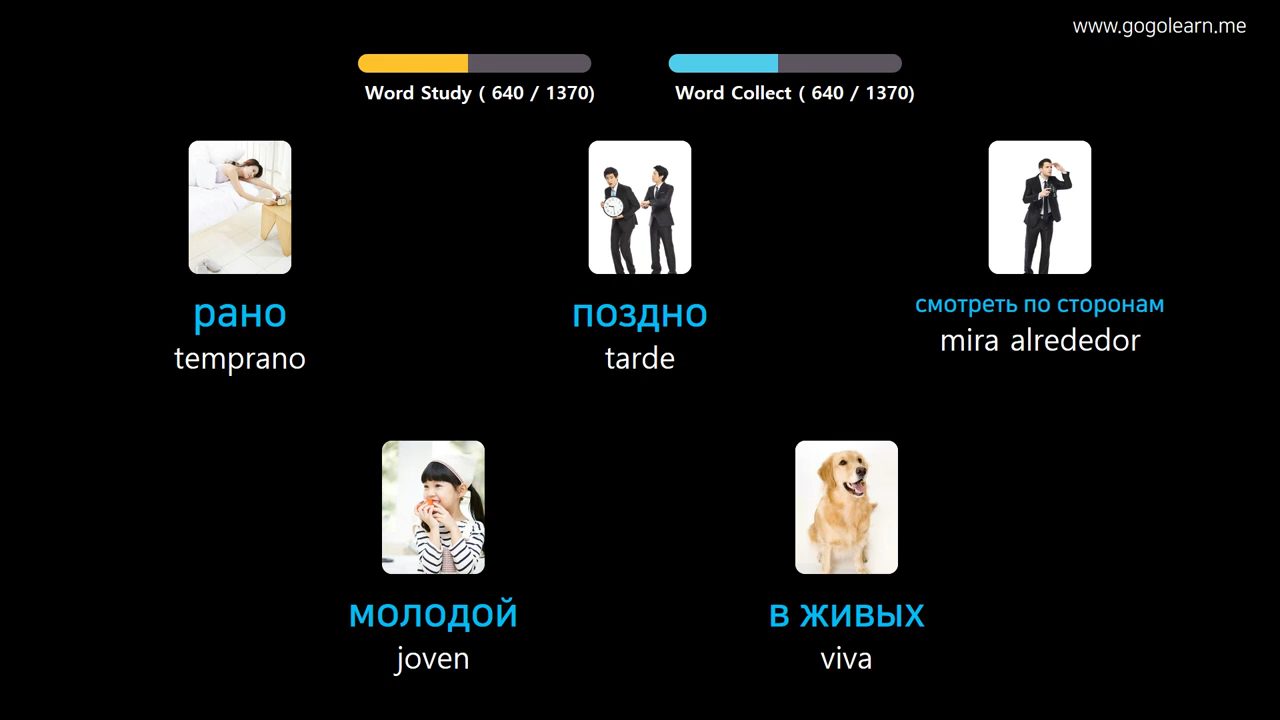 www.gogolearn.me
Word Study ( 640 / 1370)
Word Collect ( 640 / 1370)
рано
temprano
поздно
tarde
смотреть по сторонам
mira alrededor
молодой
joven
в живых
viva